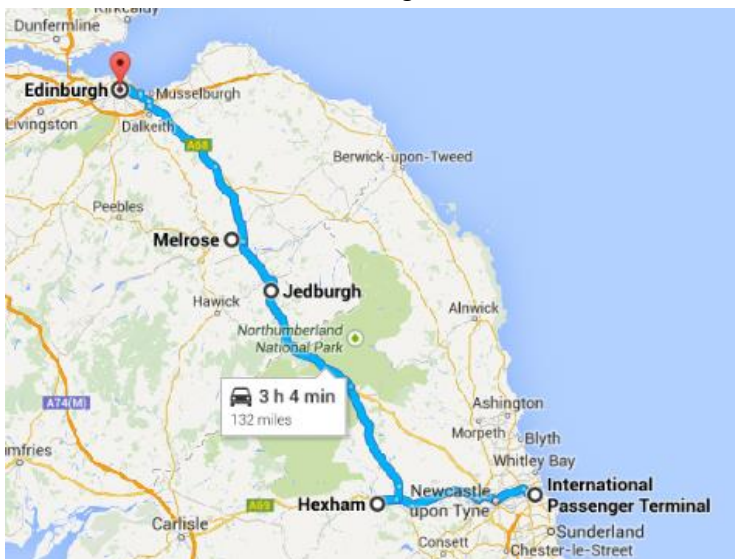 Kirkcaldy
Dunfermline
Edinburgh
Musselburgh
Livingston
Dalkeith
A68
Berwick-upon-Tweed
Peebles
Melrose
Jedburgh
Hawick
Alnwick
Northumberland
National Park
3 h 4 min
132 miles
A74(M)
Ashington
Morpeth
Blyth
mfries
Whitley Bay
International
Passenger Terminal
Newcastle
upon Tyne
Hexham
A69
Carlisle
Sunderland
Consett
Chester-le-Street